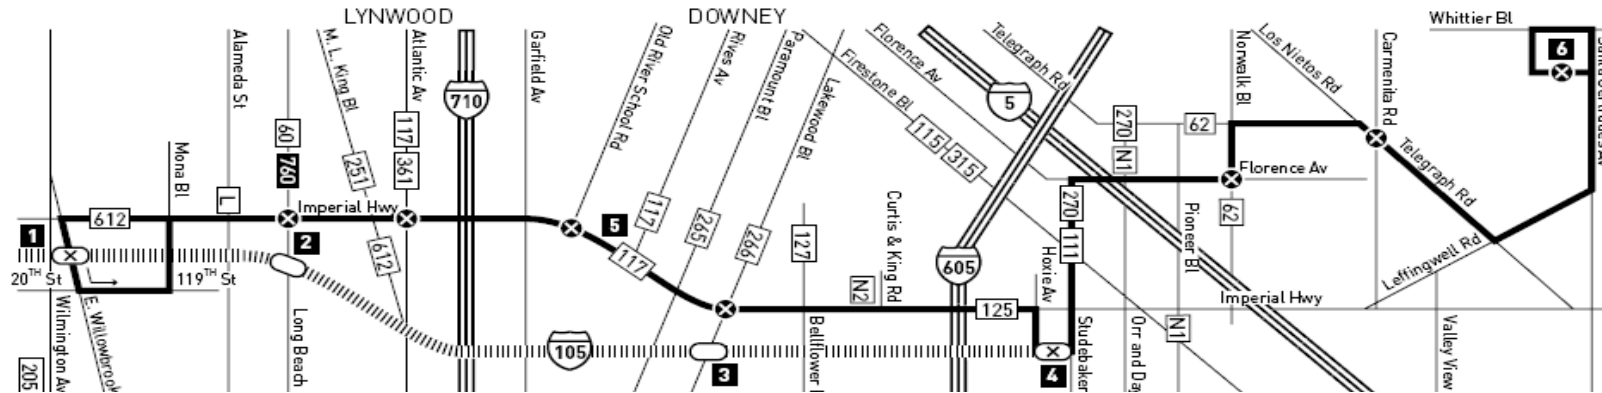 LYNWOOD
DOWNEY
Whittier Bl
6
Alameda St
M. L. King Bl
Atlantic Av
710
Garfield Av
Old River School Rd
Rives Av
Paramount Bl
Lakewood Bl
Firestone Bl
Florence Av
Telegraph Rd
5
Norwalk Bl
Los Nietos Rd
Carmenita Rd
60
760
117
361
251
115
315
270
N1
62
Mona Bl
L
Imperial Hwy
612
Florence Av
Telegraph Rd
1
2
5
117
265
266
127
117
Curtis & King Rd
605
270
111
62
Pioneer Bl
Hoxie Av
Leffingwell Rd
20TH St
119TH St
612
N2
125
Imperial Hwy
N1
Wilmington Av
E. Willowbrook
Long Beach
105
3
Bellflower
4
Studebaker
Orr and Day
Valley View
205